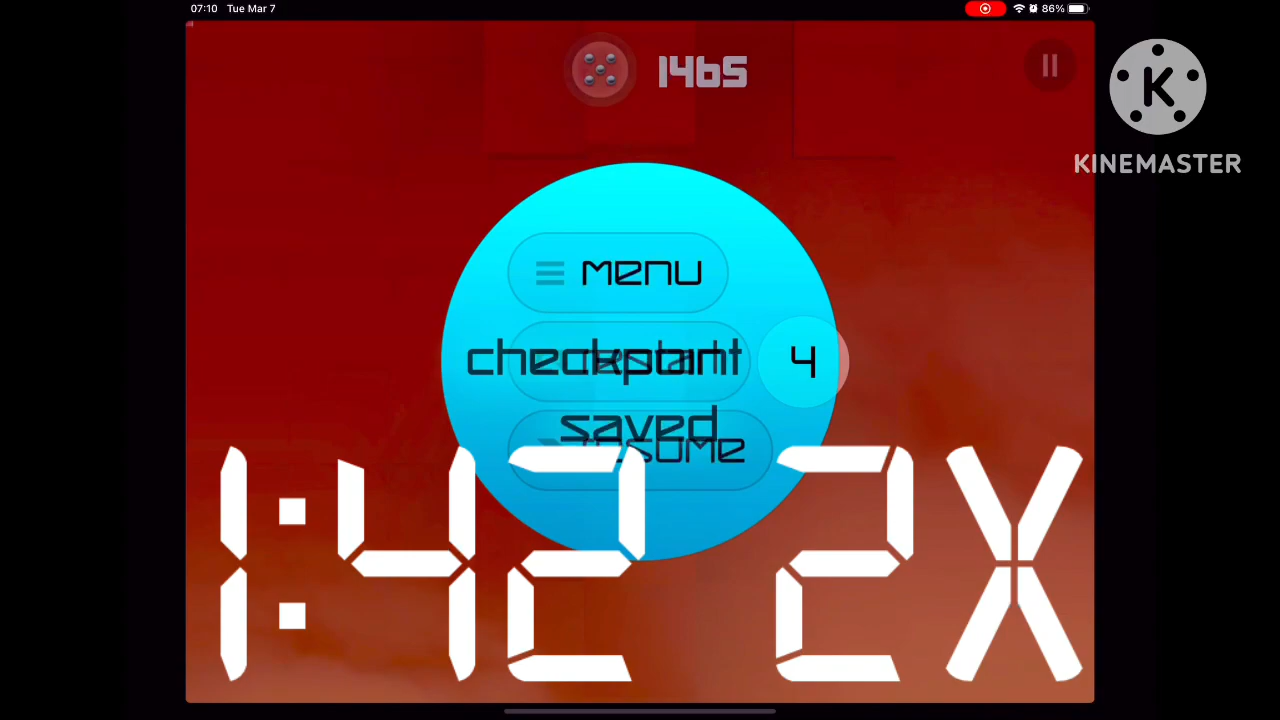 07:10 Tue Mar 7
86%
1465
K
KINEMASTER
menu
checkpoint
4
saved
resume
1:42 2X